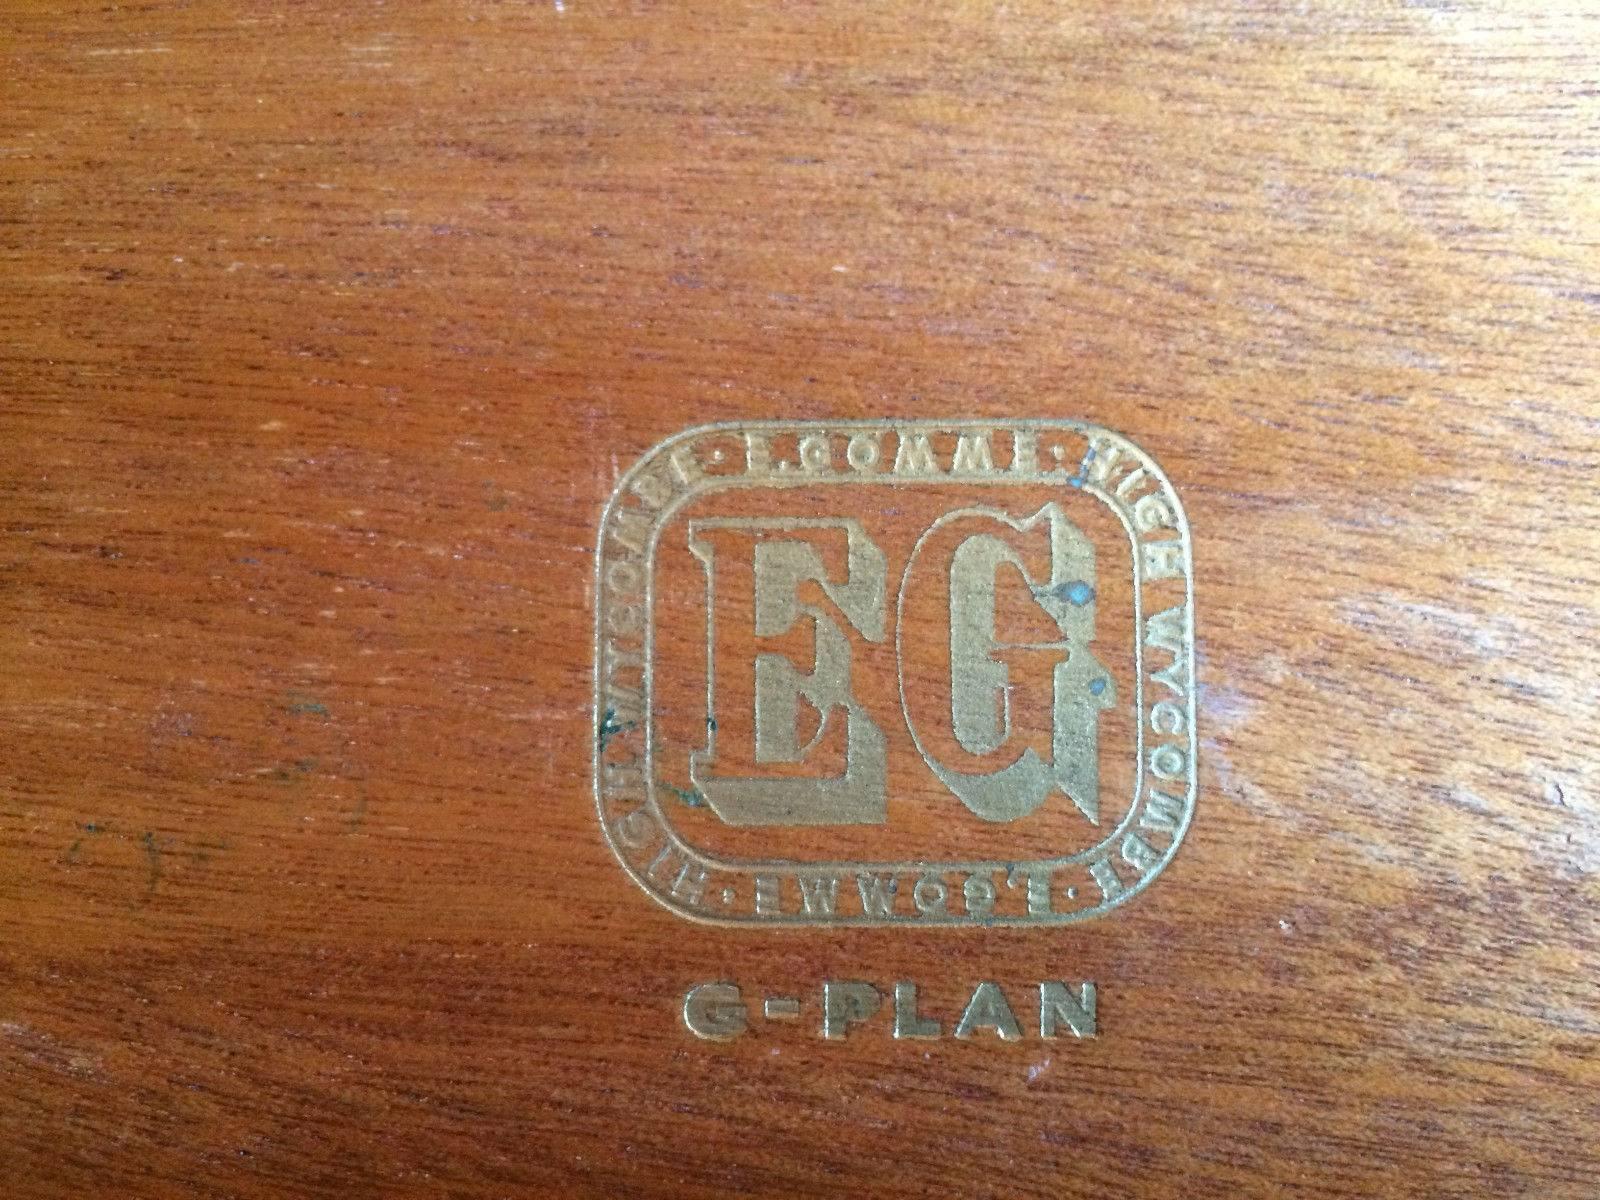 E.GOMME · HIGH WYCOMBE · E.GOMME · HIGH WYCOMBE ·
EG
G-PLAN